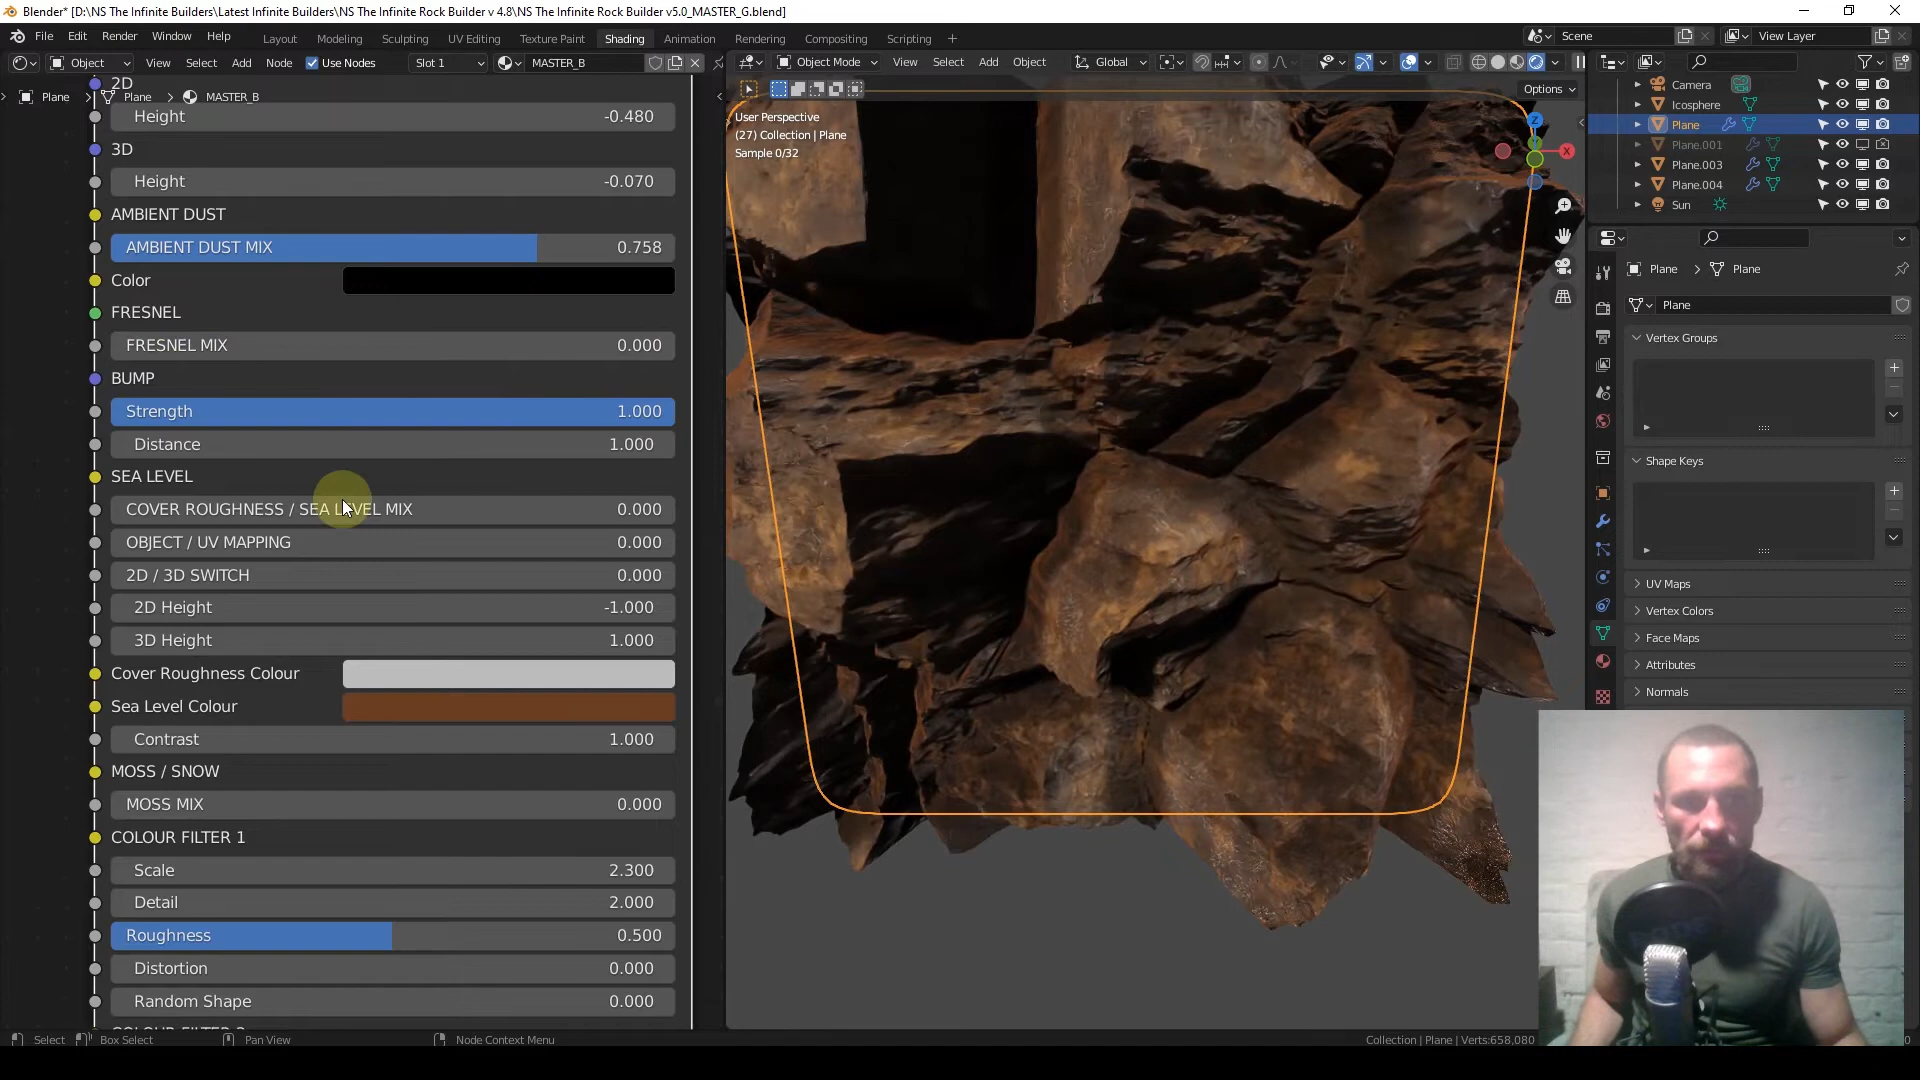 Blender* [D:\NS The Infinite Builders\Latest Infinite Builders\NS The Infinite Rock Builder v 4.8\NS The Infinite Rock Builder v5.0_MASTER_G.blend]
File Edit Render Window Help Layout Modeling Sculpting UV Editing Texture Paint Shading Animation Rendering Compositing Scripting + Scene View Layer
Object View Select Add Node Use Nodes Slot 1 MASTER_B Object Mode View Select Add Object Global
2D
Plane > Plane > MASTER_B
Height -0.480
3D
Height -0.070
AMBIENT DUST
AMBIENT DUST MIX 0.758
Color
FRESNEL
FRESNEL MIX 0.000
BUMP
Strength 1.000
Distance 1.000
SEA LEVEL
COVER ROUGHNESS / SEA LEVEL MIX 0.000
OBJECT / UV MAPPING 0.000
2D / 3D SWITCH 0.000
2D Height -1.000
3D Height 1.000
Cover Roughness Colour
Sea Level Colour
Contrast 1.000
MOSS / SNOW
MOSS MIX 0.000
COLOUR FILTER 1
Scale 2.300
Detail 2.000
Roughness 0.500
Distortion 0.000
Random Shape 0.000
Options
User Perspective
(27) Collection | Plane
Sample 0/32
Z
X
Camera
Icosphere
Plane
Plane.001
Plane.003
Plane.004
Sun
Plane > Plane
Plane
Vertex Groups
Shape Keys
UV Maps
Vertex Colors
Face Maps
Attributes
Normals
Select Box Select Pan View Node Context Menu Collection | Plane | Verts:658,080